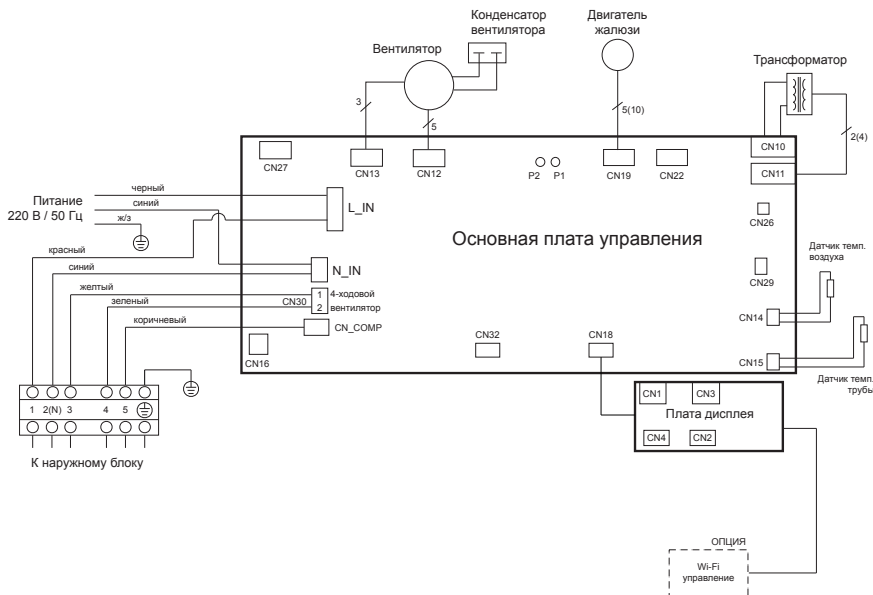 Конденсатор
вентилятора
Двигатель
жалюзи
Вентилятор
Трансформатор
3
5
5(10)
2(4)
CN27
CN13
CN12
P2 P1
CN19
CN22
CN10
CN11
Питание
220 В / 50 Гц
черный
синий
ж/з
L_IN
CN26
Основная плата управления
Датчик темп.
воздуха
красный
синий
N_IN
CN29
желтый
зеленый
CN30
1 4-ходовой
2 вентилятор
коричневый
CN_COMP
CN14
CN16
CN32
CN18
CN15
Датчик темп.
трубы
CN1
CN3
Плата дисплея
CN4
CN2
1 2(N) 3 4 5
К наружному блоку
ОПЦИЯ
Wi-Fi
управление